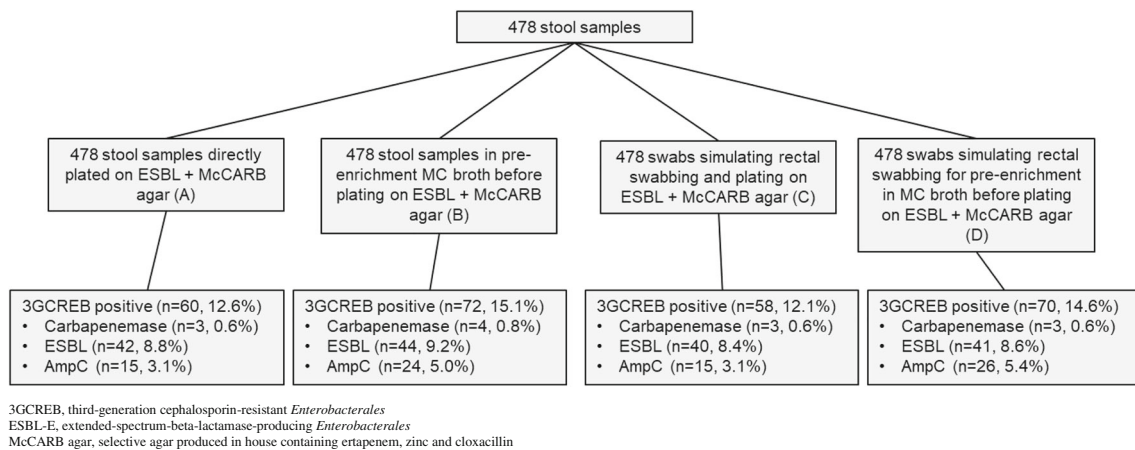 478 stool samples
478 stool samples directly
plated on ESBL + McCARB
agar (A)
478 stool samples in pre-
enrichment MC broth before
plating on ESBL + McCARB
agar (B)
478 swabs simulating rectal
swabbing and plating on
ESBL + McCARB agar (C)
478 swabs simulating rectal
swabbing for pre-enrichment
in MC broth before plating
on ESBL + McCARB agar
(D)
3GCREB positive (n=60, 12.6%)
• Carbapenemase (n=3, 0.6%)
• ESBL (n=42, 8.8%)
• AmpC (n=15, 3.1%)
3GCREB positive (n=72, 15.1%)
• Carbapenemase (n=4, 0.8%)
• ESBL (n=44, 9.2%)
• AmpC (n=24, 5.0%)
3GCREB positive (n=58, 12.1%)
• Carbapenemase (n=3, 0.6%)
• ESBL (n=40, 8.4%)
• AmpC (n=15, 3.1%)
3GCREB positive (n=70, 14.6%)
• Carbapenemase (n=3, 0.6%)
• ESBL (n=41, 8.6%)
• AmpC (n=26, 5.4%)
3GCREB, third-generation cephalosporin-resistant Enterobacterales
ESBL-E, extended-spectrum-beta-lactamase-producing Enterobacterales
McCARB agar, selective agar produced in house containing ertapenem, zinc and cloxacillin